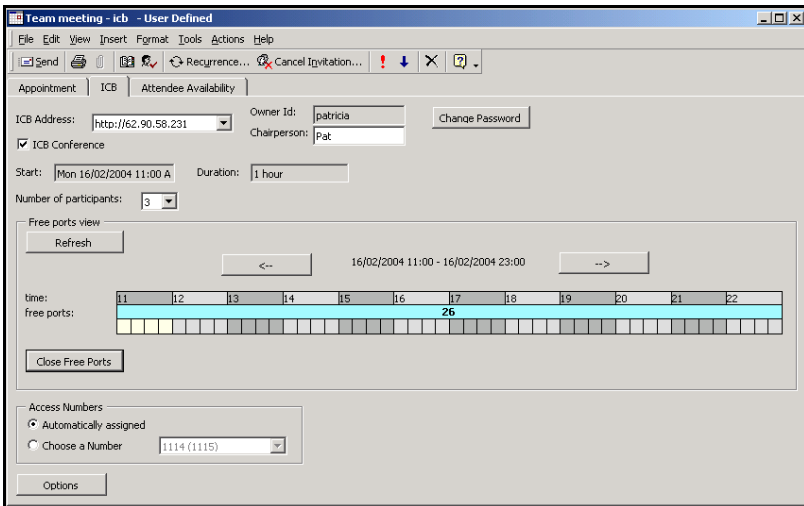 Team meeting - icb - User Defined
File Edit View Insert Format Tools Actions Help
Send Recurrence... Cancel Invitation...
Appointment ICB Attendee Availability
ICB Address: http://62.90.58.231 Owner Id: patricia Change Password
Chairperson: Pat
ICB Conference
Start: Mon 16/02/2004 11:00 A Duration: 1 hour
Number of participants: 3
Free ports view
Refresh
<-- 16/02/2004 11:00 - 16/02/2004 23:00 -->
time: 11 12 13 14 15 16 17 18 19 20 21 22
free ports: 26
Close Free Ports
Access Numbers
Automatically assigned
Choose a Number 1114 (1115)
Options